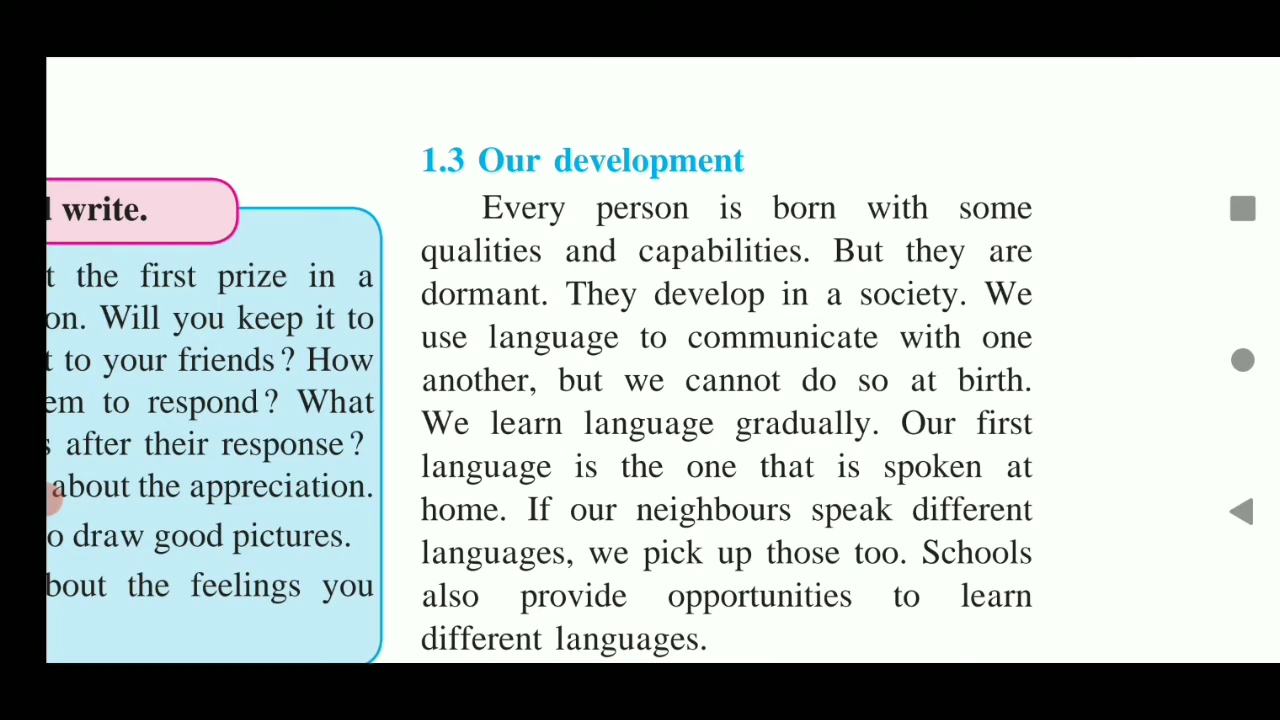 l write.
t the first prize in a
on. Will you keep it to
t to your friends? How
em to respond? What
s after their response?
about the appreciation.
o draw good pictures.
bout the feelings you
1.3 Our development
Every person is born with some
qualities and capabilities. But they are
dormant. They develop in a society. We
use language to communicate with one
another, but we cannot do so at birth.
We learn language gradually. Our first
language is the one that is spoken at
home. If our neighbours speak different
languages, we pick up those too. Schools
also provide opportunities to learn
different languages.